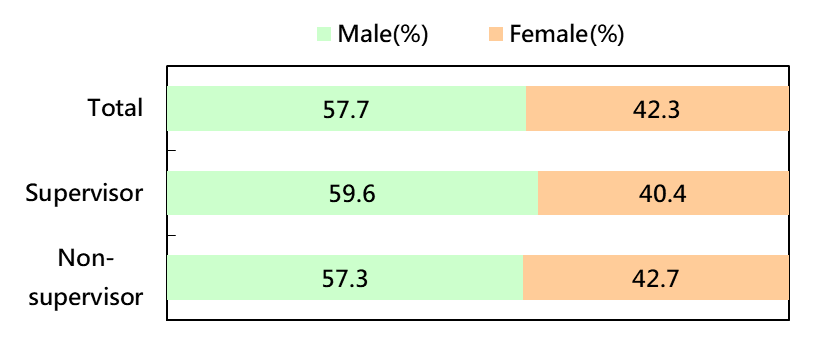 Male(%) Female(%)
Total 57.7 42.3
Supervisor 59.6 40.4
Non-
supervisor 57.3 42.7